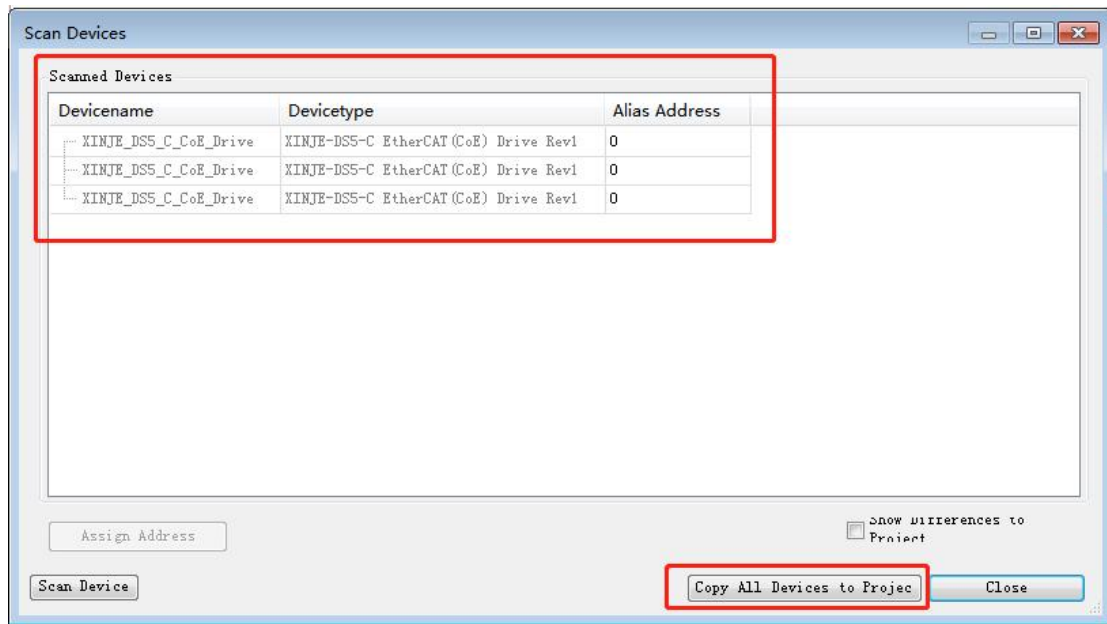 Scan Devices
Scanned Devices
Devicename Devicetype Alias Address
XINJE_DS5_C_CoE_Drive XINJE-DS5-C EtherCAT(CoE) Drive Rev1 0
XINJE_DS5_C_CoE_Drive XINJE-DS5-C EtherCAT(CoE) Drive Rev1 0
XINJE_DS5_C_CoE_Drive XINJE-DS5-C EtherCAT(CoE) Drive Rev1 0
Assign Address
Show Differences to
Project
Scan Device
Copy All Devices to Projec
Close